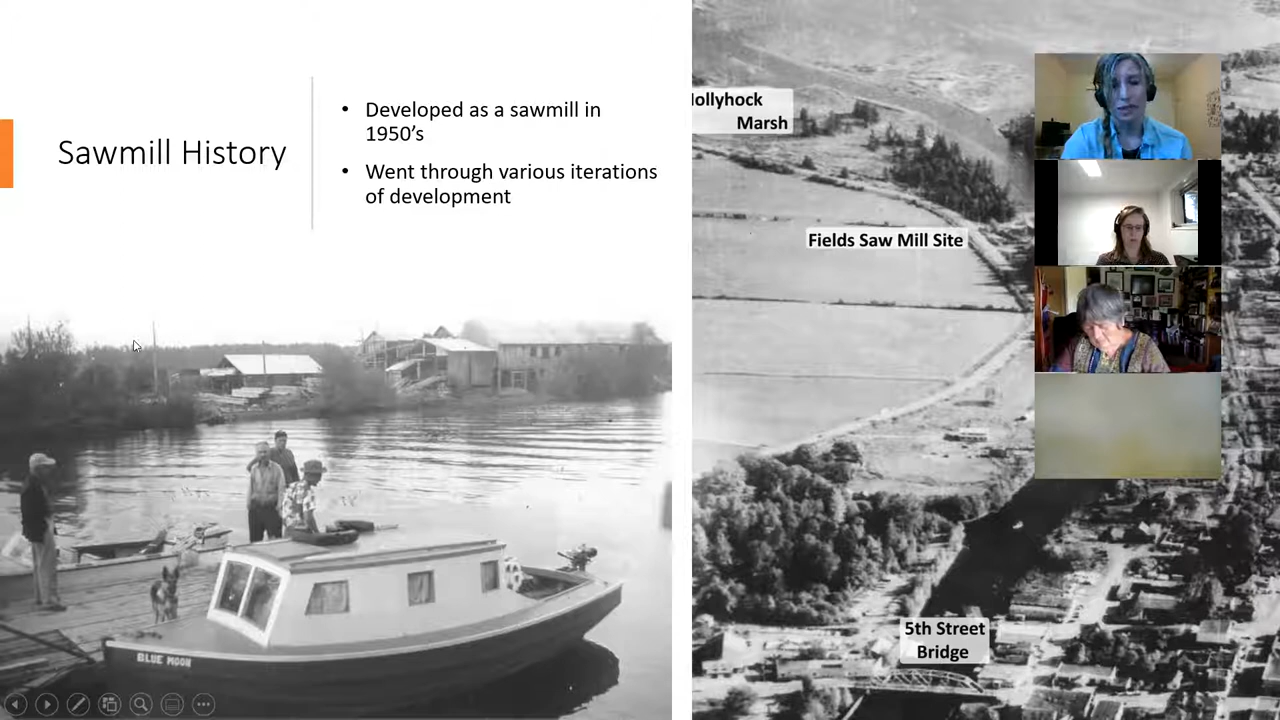 Sawmill History
• Developed as a sawmill in
1950’s
• Went through various iterations
of development
ollyhock
Marsh
Fields Saw Mill Site
5th Street
Bridge
BLUE MOON